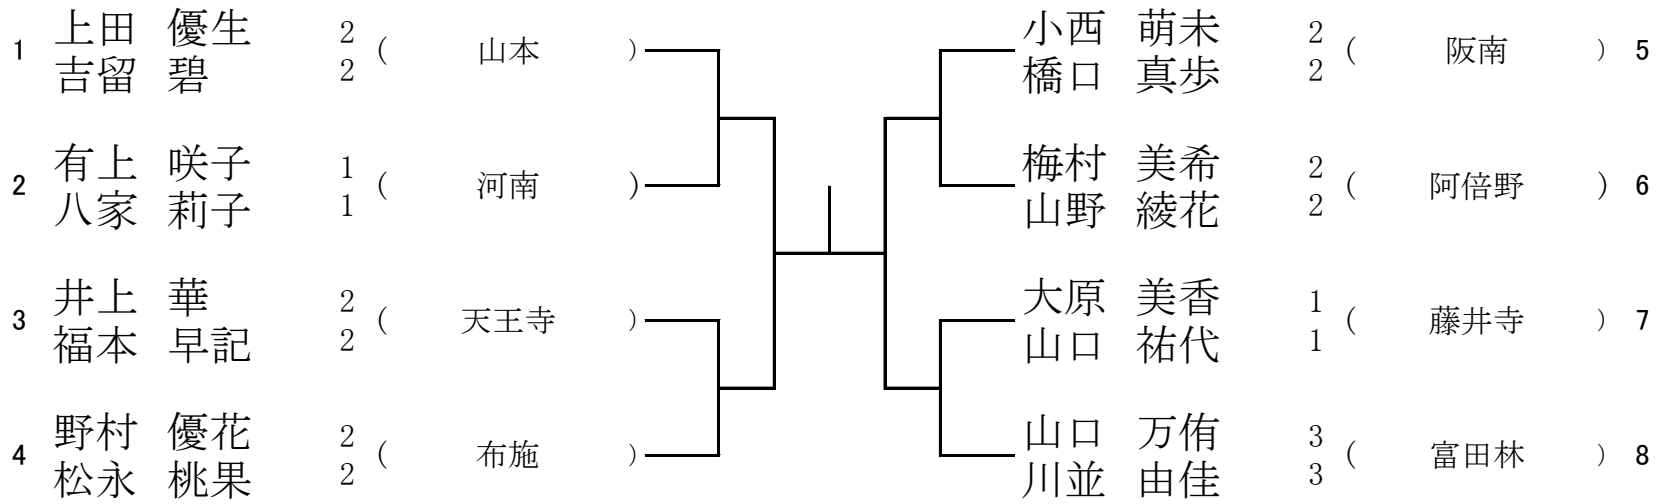 1 上田 優生 2 ( 山本 )
吉留 碧 2
2 有上 咲子 1 ( 河南 )
八家 莉子 1
3 井上 華 2 ( 天王寺 )
福本 早記 2
4 野村 優花 2 ( 布施 )
松永 桃果 2
小西 萌未 2 ( 阪南 ) 5
橋口 真歩 2
梅村 美希 2 ( 阿倍野 ) 6
山野 綾花 2
大原 美香 1 ( 藤井寺 ) 7
山口 祐代 1
山口 万侑 3 ( 富田林 ) 8
川並 由佳 3